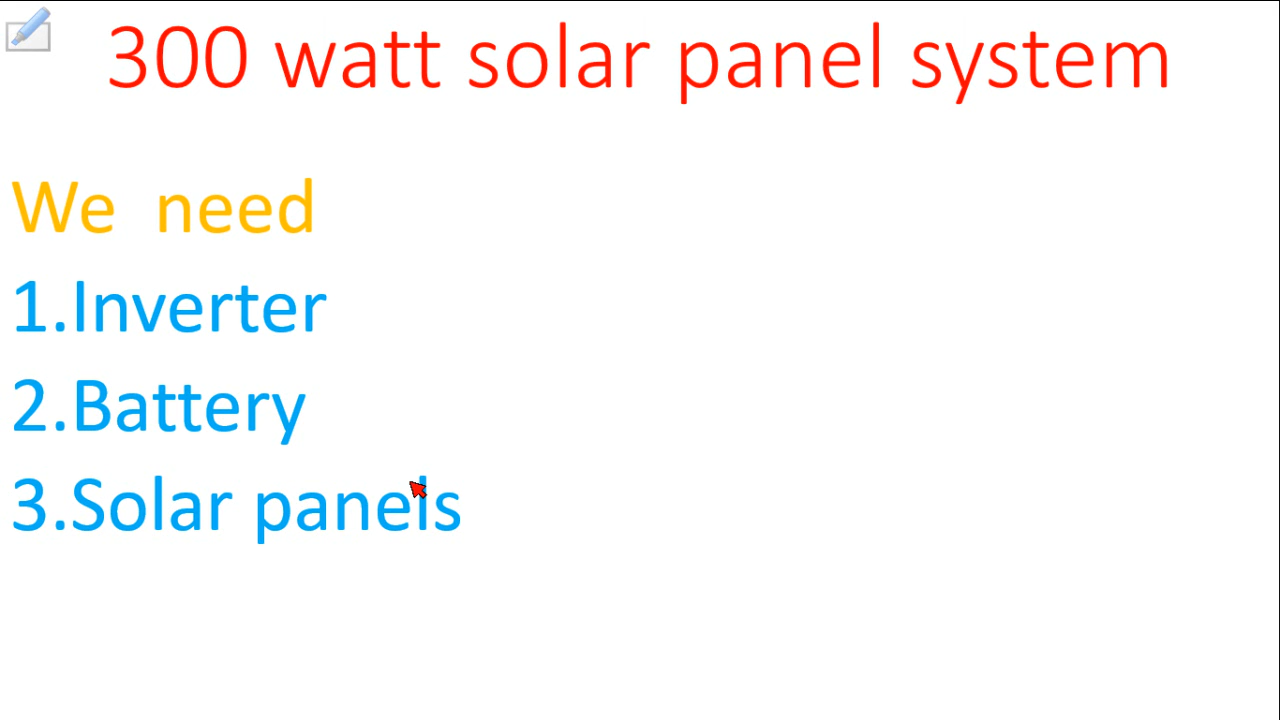 300 watt solar panel system
We  need
1.Inverter
2.Battery
3.Solar panels